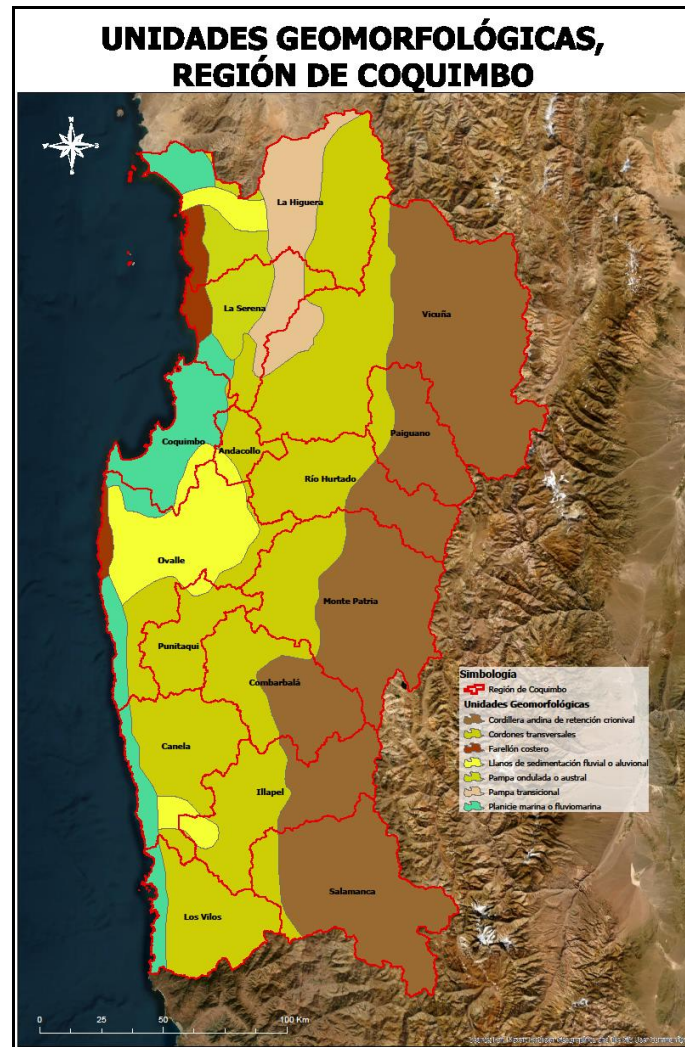 UNIDADES GEOMORFOLÓGICAS,
REGIÓN DE COQUIMBO
N
La Higuera
La Serena
Vicuña
Coquimbo
Andacollo
Paiguano
Río Hurtado
Ovalle
Monte Patria
Punitaqui
Combarbalá
Canela
Illapel
Salamanca
Los Vilos
Simbología
Región de Coquimbo
Unidades Geomorfológicas
Cordillera andina de retención crionival
Cordones transversales
Farellón costero
Llanos de sedimentación fluvial o aluvional
Pampa ondulada o austral
Pampa transicional
Planicie marina o fluviomarina
0 25 50 100 Km